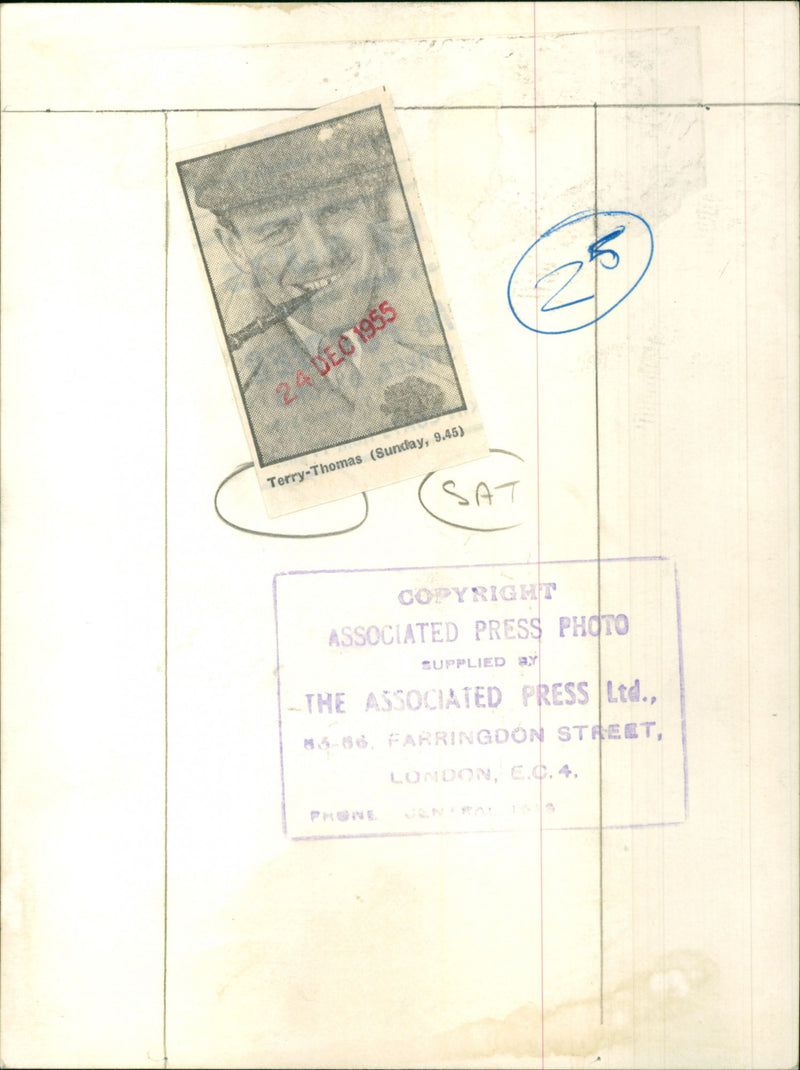 25
24 DEC 1955
Terry-Thomas (Sunday, 9.45)
SAT
COPYRIGHT
ASSOCIATED PRESS PHOTO
SUPPLIED BY
THE ASSOCIATED PRESS Ltd.,
FARRINGDON STREET,
LONDON, E.C.4.
PHONE CENTRAL